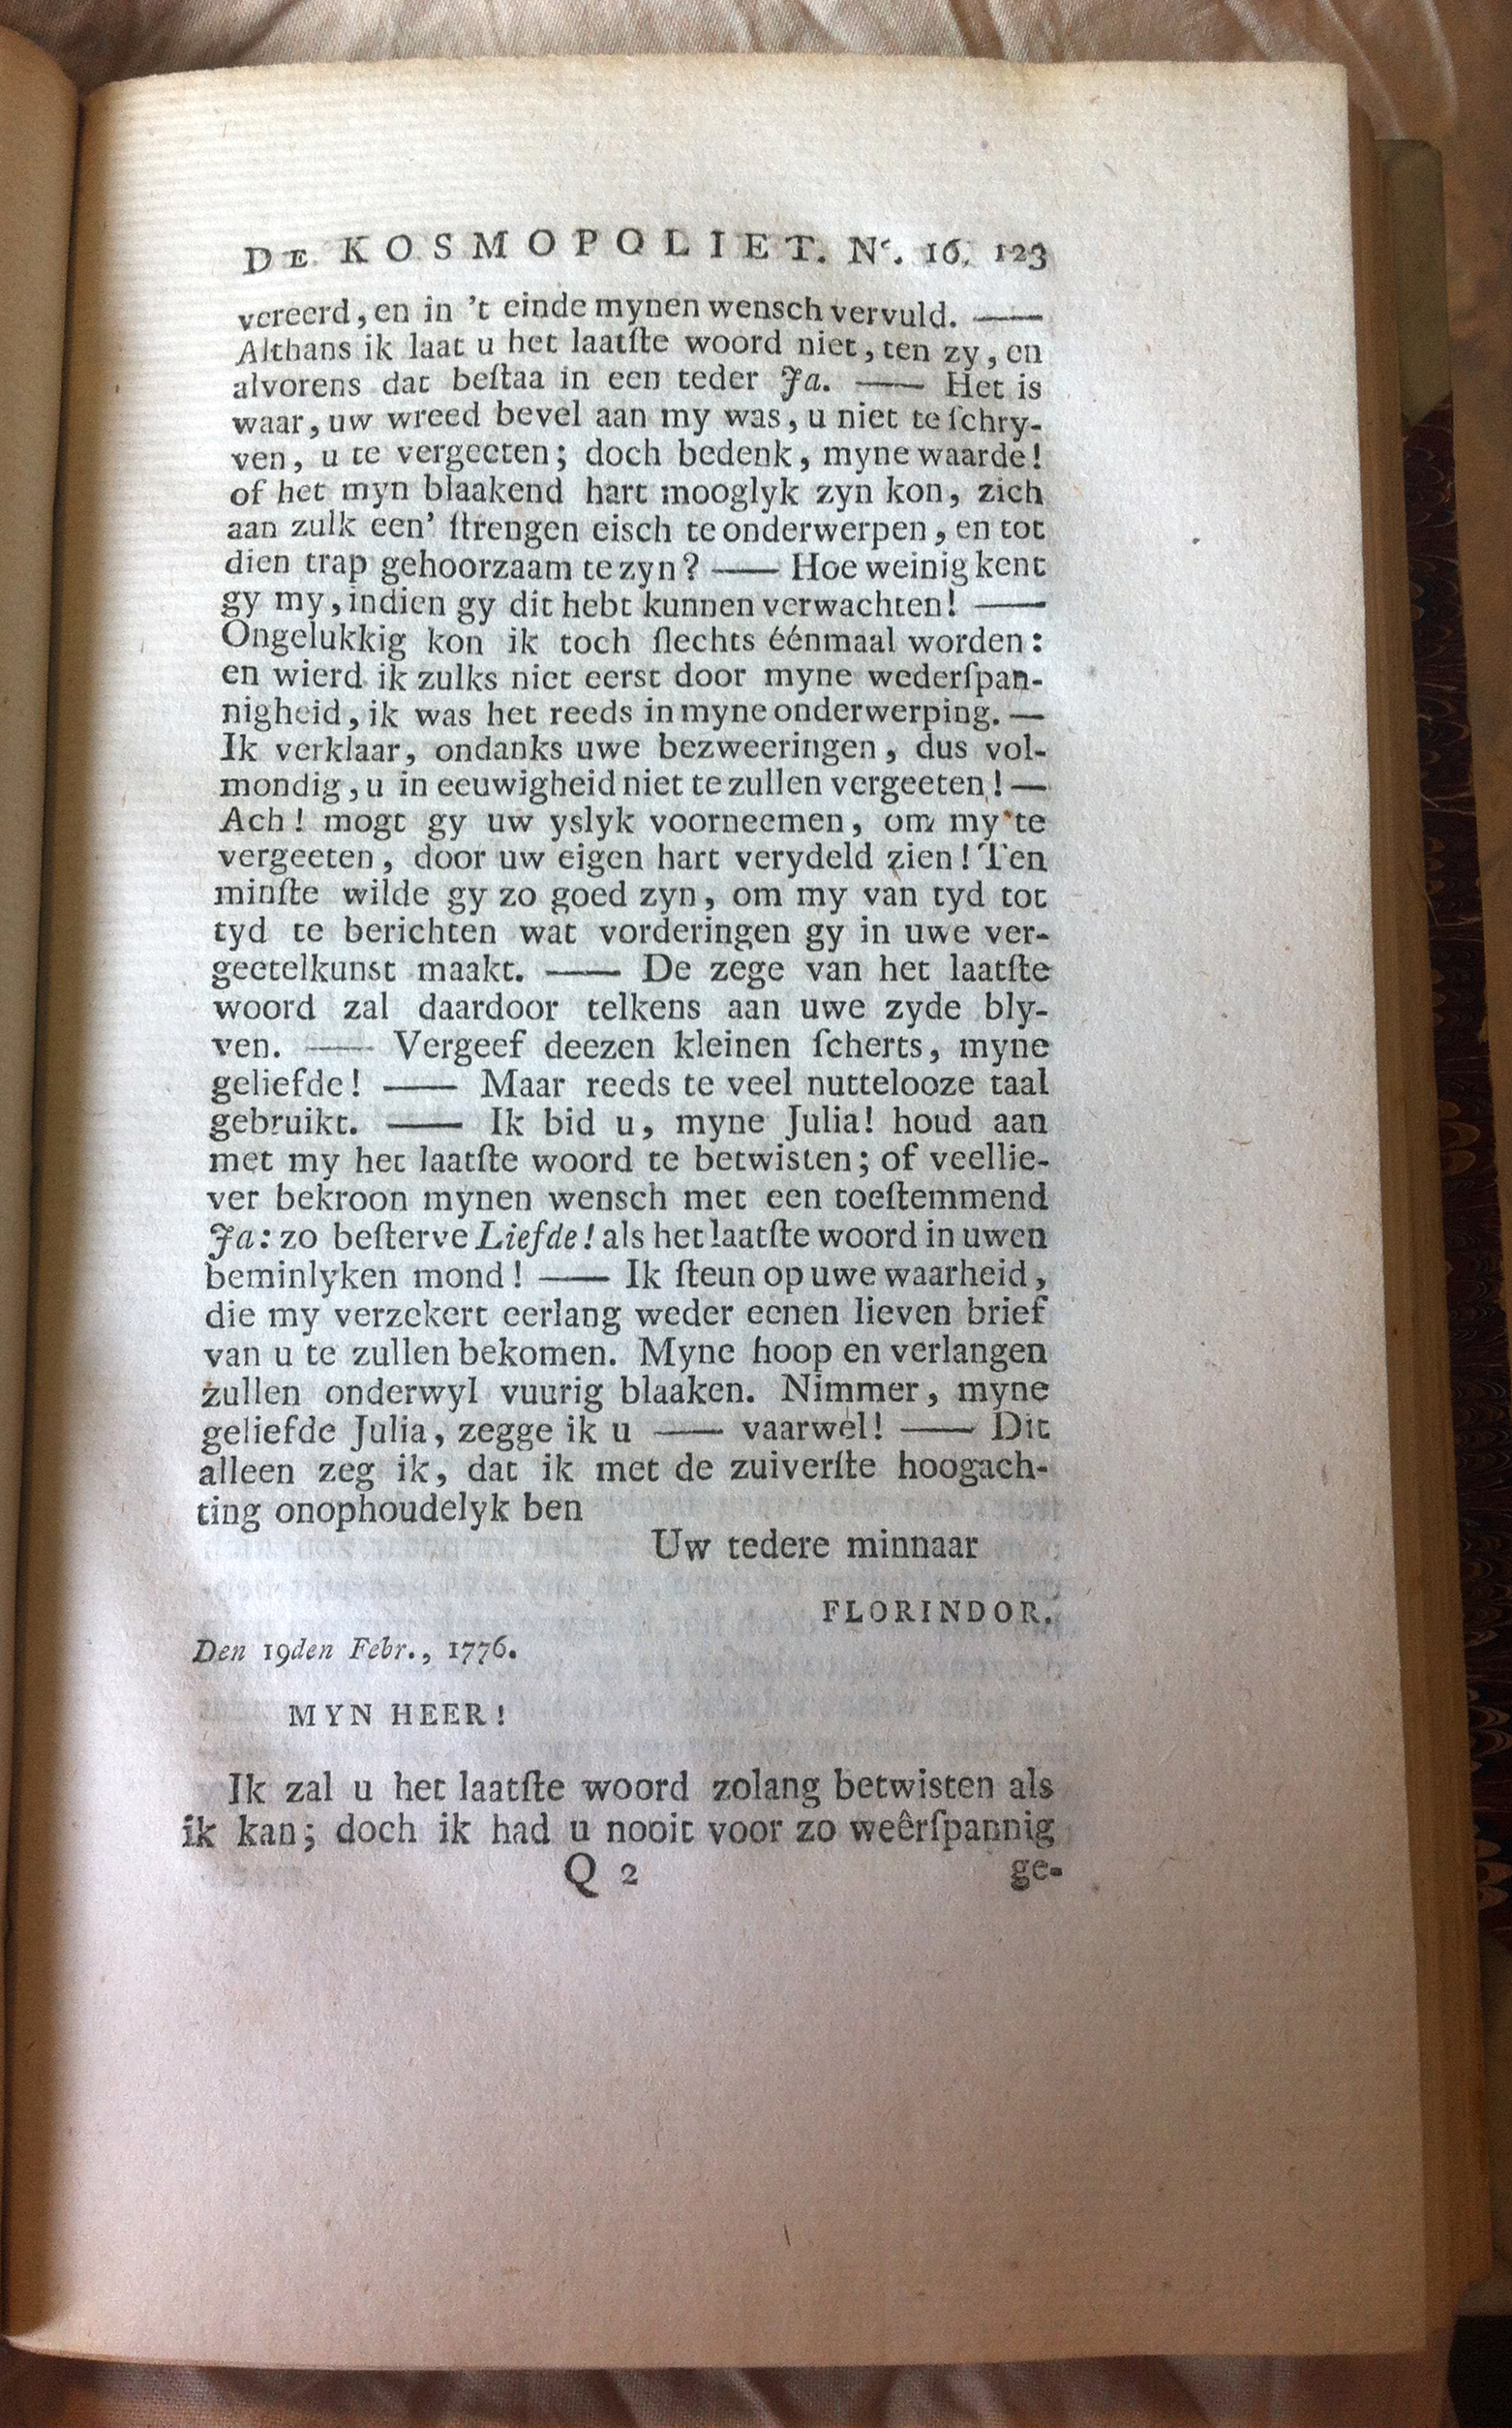 DE KOSMOPOLIET. Nº. 16. 123
vereerd, en in 't einde mynen wensch vervuld. ——
Althans ik laat u het laatſte woord niet, ten zy, en
alvorens dat beſtaa in een teder Ja. —— Het is
waar, uw wreed bevel aan my was, u niet te ſchry-
ven, u te vergeeten; doch bedenk, myne waarde!
of het myn blaakend hart mooglyk zyn kon, zich
aan zulk een' ſtrengen eisch te onderwerpen, en tot
dien trap gehoorzaam te zyn? —— Hoe weinig kent
gy my, indien gy dit hebt kunnen verwachten! ——
Ongelukkig kon ik toch ſlechts éénmaal worden:
en wierd ik zulks niet eerst door myne wederſpan-
nigheid, ik was het reeds in myne onderwerping. —
Ik verklaar, ondanks uwe bezweeringen, dus vol-
mondig, u in eeuwigheid niet te zullen vergeeten! —
Ach! mogt gy uw yslyk voorneemen, om my te
vergeeten, door uw eigen hart verydeld zien! Ten
minſte wilde gy zo goed zyn, om my van tyd tot
tyd te berichten wat vorderingen gy in uwe ver-
geetelkunst maakt. —— De zege van het laatſte
woord zal daardoor telkens aan uwe zyde bly-
ven. —— Vergeef deezen kleinen ſcherts, myne
geliefde! —— Maar reeds te veel nuttelooze taal
gebruikt. —— Ik bid u, myne Julia! houd aan
met my het laatſte woord te betwisten; of veellie-
ver bekroon mynen wensch met een toeſtemmend
Ja: zo beſterve Liefde! als het laatſte woord in uwen
beminlyken mond! —— Ik ſteun op uwe waarheid,
die my verzekert eerlang weder eenen lieven brief
van u te zullen bekomen. Myne hoop en verlangen
zullen onderwyl vuurig blaaken. Nimmer, myne
geliefde Julia, zegge ik u —— vaarwel! —— Dit
alleen zeg ik, dat ik met de zuiverſte hoogach-
ting onophoudelyk ben
Uw tedere minnaar
FLORINDOR.
Den 19den Febr., 1776.
MYN HEER!
Ik zal u het laatſte woord zolang betwisten als
ik kan; doch ik had u nooit voor zo weêrſpannig
Q 2 ge-